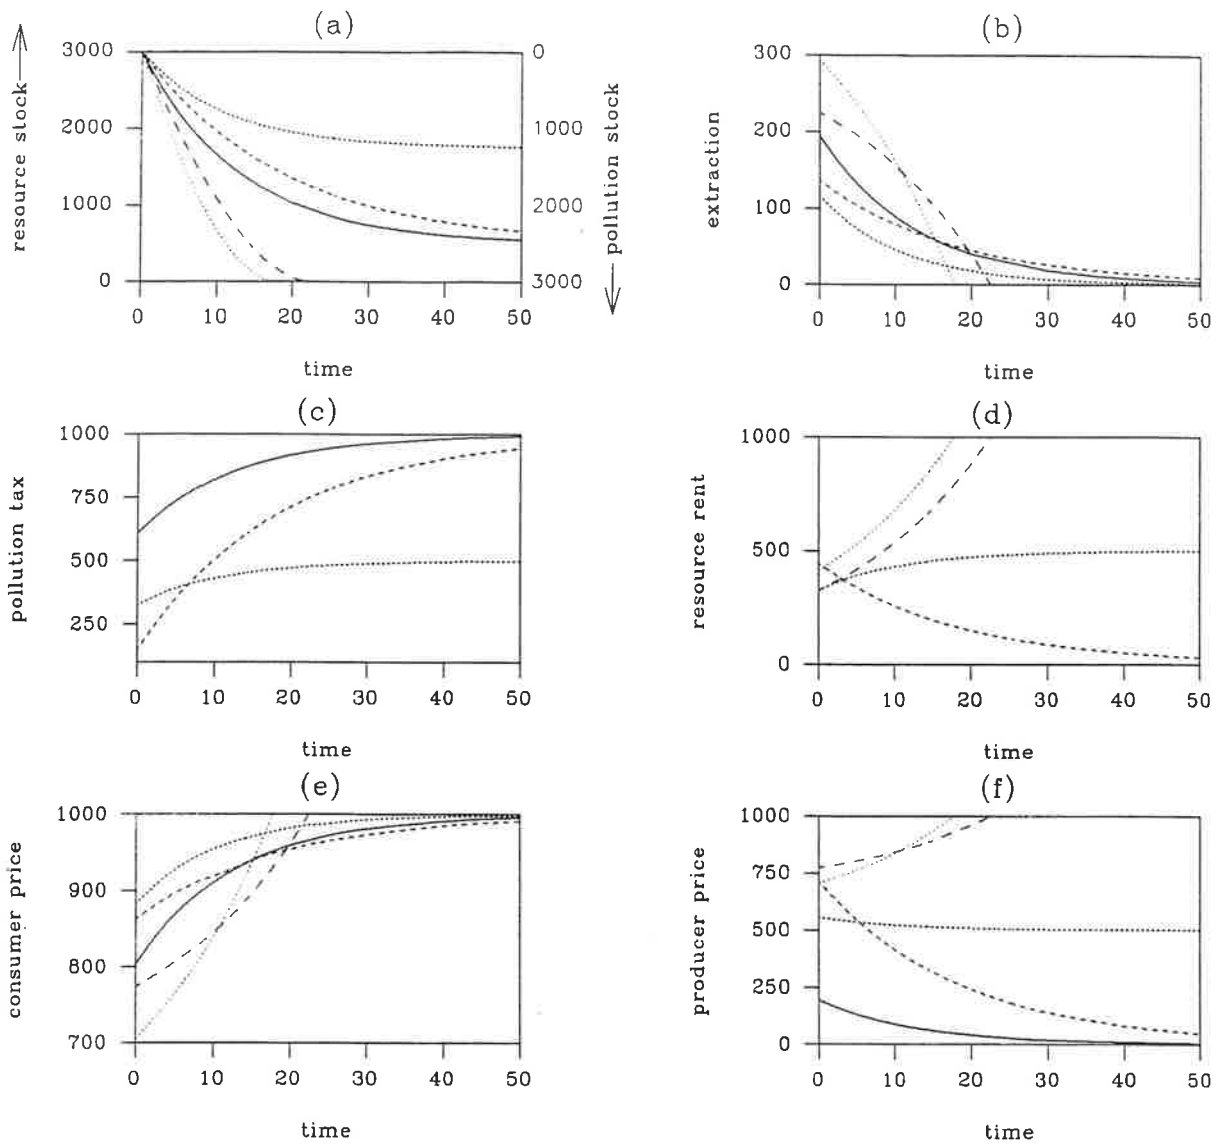 (a)
3000
2000
1000
0
0
1000
2000
3000
resource stock
pollution stock
0 10 20 30 40 50
time
(b)
300
200
100
0
extraction
0 10 20 30 40 50
time
(c)
1000
750
500
250
pollution tax
0 10 20 30 40 50
time
(d)
1000
500
0
resource rent
0 10 20 30 40 50
time
(e)
1000
900
800
700
consumer price
0 10 20 30 40 50
time
(f)
1000
750
500
250
0
producer price
0 10 20 30 40 50
time